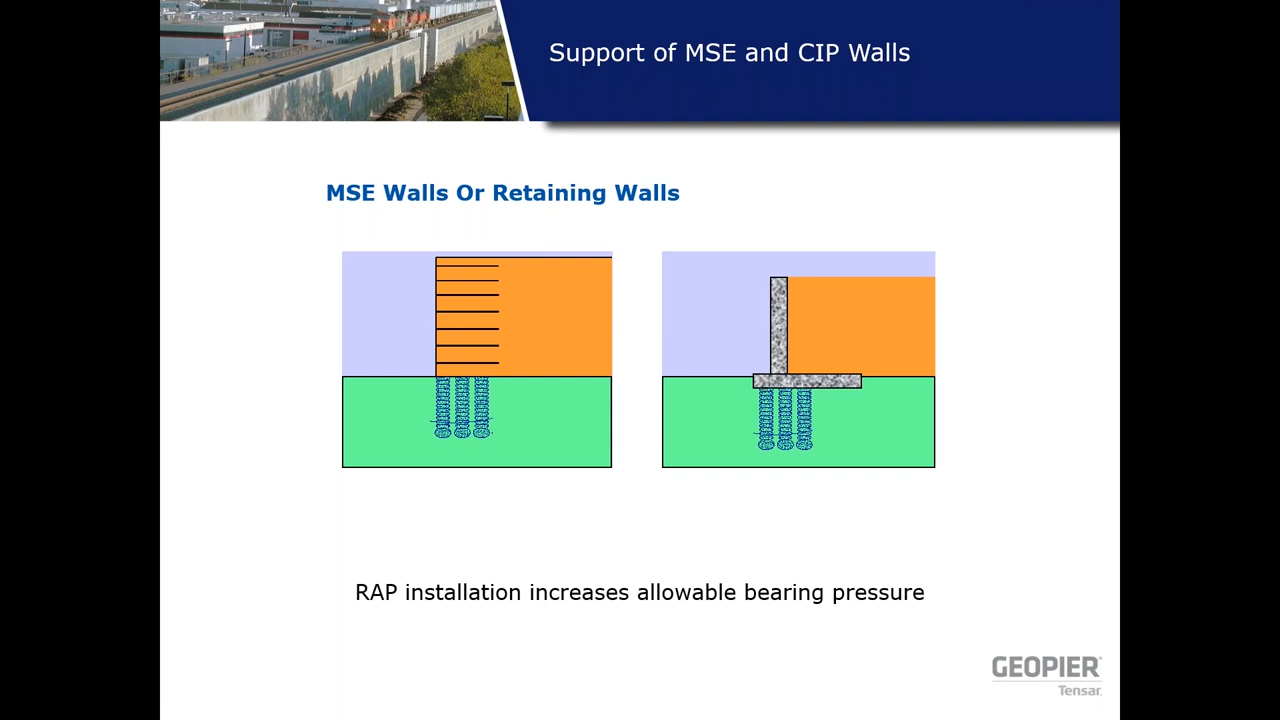 Support of MSE and CIP Walls
MSE Walls Or Retaining Walls
RAP installation increases allowable bearing pressure
GEOPIER®
Tensar.